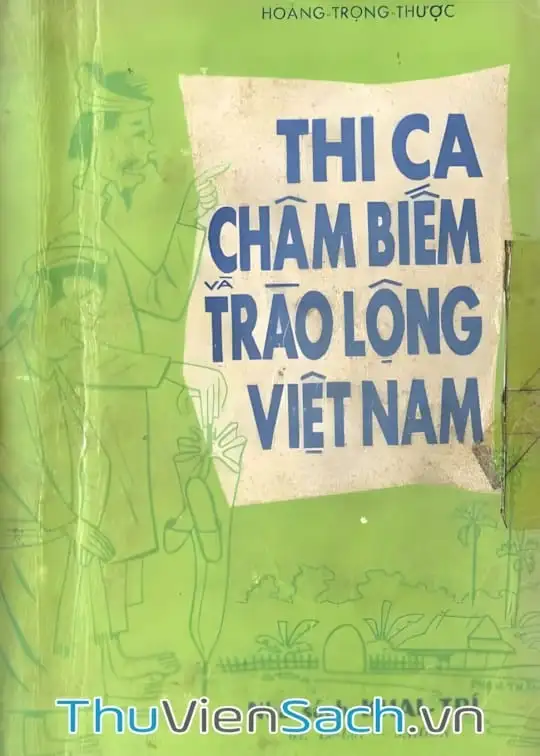 HOÀNG-TRỌNG-THƯỢC
THI CA
CHÂM BIẾM
VÀ
TRÀO LỘNG
VIỆT NAM
ThuVienSach.vn